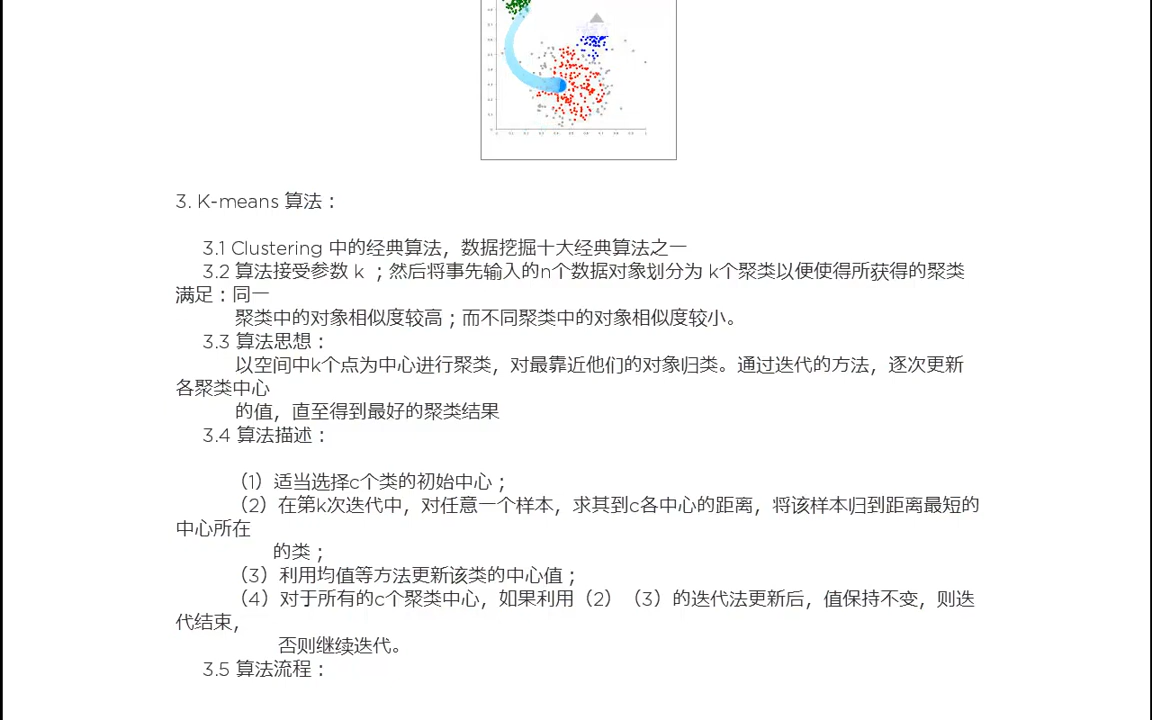 3. K-means 算法：
3.1 Clustering 中的经典算法，数据挖掘十大经典算法之一
3.2 算法接受参数 k ；然后将事先输入的n个数据对象划分为 k个聚类以便使得所获得的聚类
满足：同一
聚类中的对象相似度较高；而不同聚类中的对象相似度较小。
3.3 算法思想：
以空间中k个点为中心进行聚类，对最靠近他们的对象归类。通过迭代的方法，逐次更新
各聚类中心
的值，直至得到最好的聚类结果
3.4 算法描述：
（1）适当选择c个类的初始中心；
（2）在第k次迭代中，对任意一个样本，求其到c各中心的距离，将该样本归到距离最短的
中心所在
的类；
（3）利用均值等方法更新该类的中心值；
（4）对于所有的c个聚类中心，如果利用（2）（3）的迭代法更新后，值保持不变，则迭
代结束，
否则继续迭代。
3.5 算法流程：